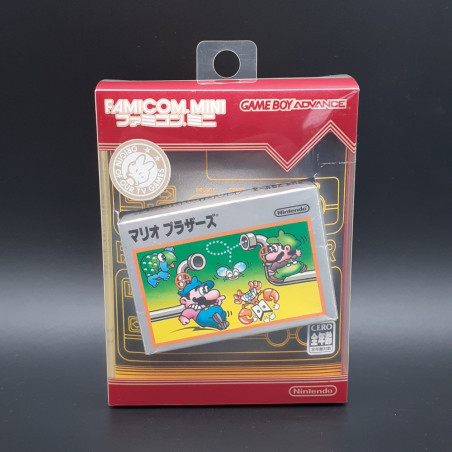 FAMICOM MINI
ファミコンミニ
GAME BOY ADVANCE
Nintendo
マリオブラザーズ
CERO
全年齢
Nintendo